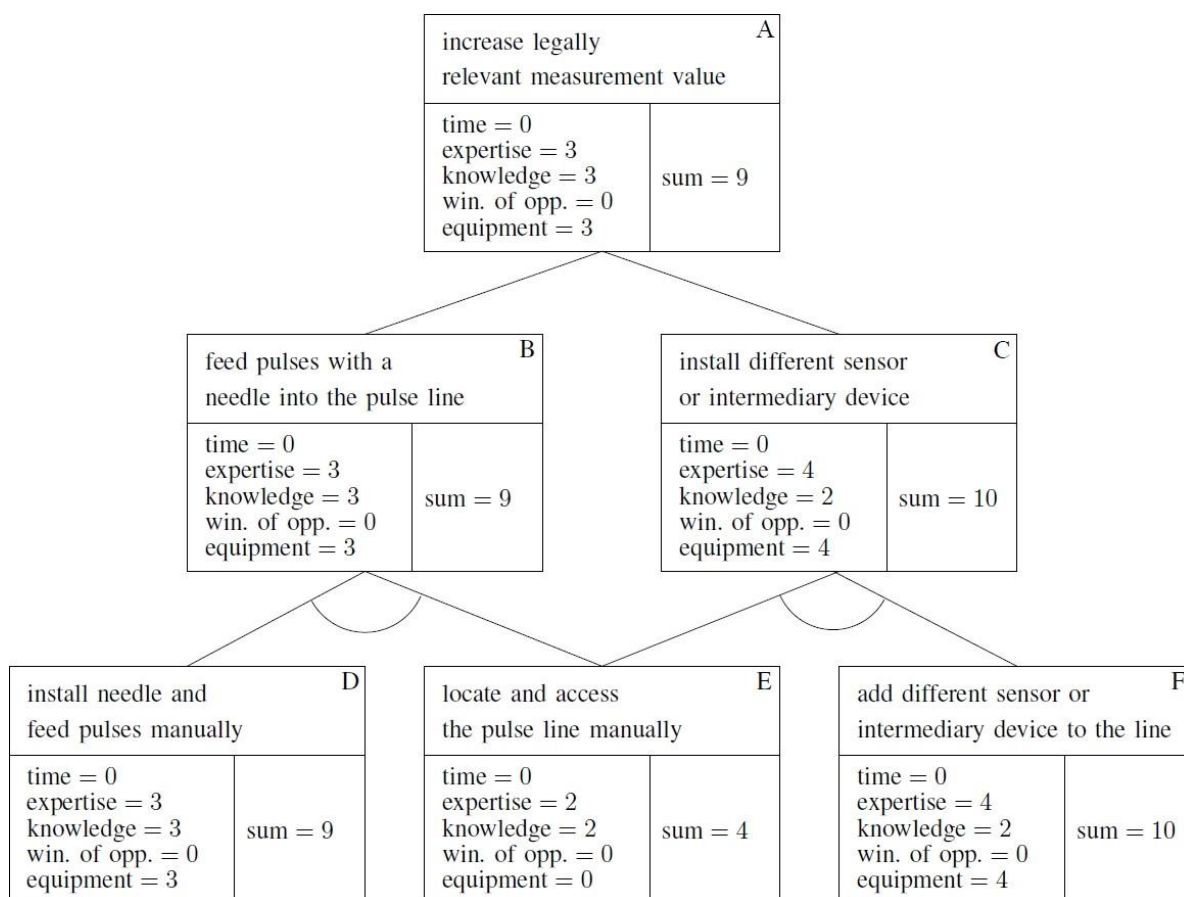 A
increase legally
relevant measurement value
time = 0
expertise = 3
knowledge = 3
win. of opp. = 0
equipment = 3
sum = 9
B
feed pulses with a
needle into the pulse line
time = 0
expertise = 3
knowledge = 3
win. of opp. = 0
equipment = 3
sum = 9
C
install different sensor
or intermediary device
time = 0
expertise = 4
knowledge = 2
win. of opp. = 0
equipment = 4
sum = 10
D
install needle and
feed pulses manually
time = 0
expertise = 3
knowledge = 3
win. of opp. = 0
equipment = 3
sum = 9
E
locate and access
the pulse line manually
time = 0
expertise = 2
knowledge = 2
win. of opp. = 0
equipment = 0
sum = 4
F
add different sensor or
intermediary device to the line
time = 0
expertise = 4
knowledge = 2
win. of opp. = 0
equipment = 4
sum = 10